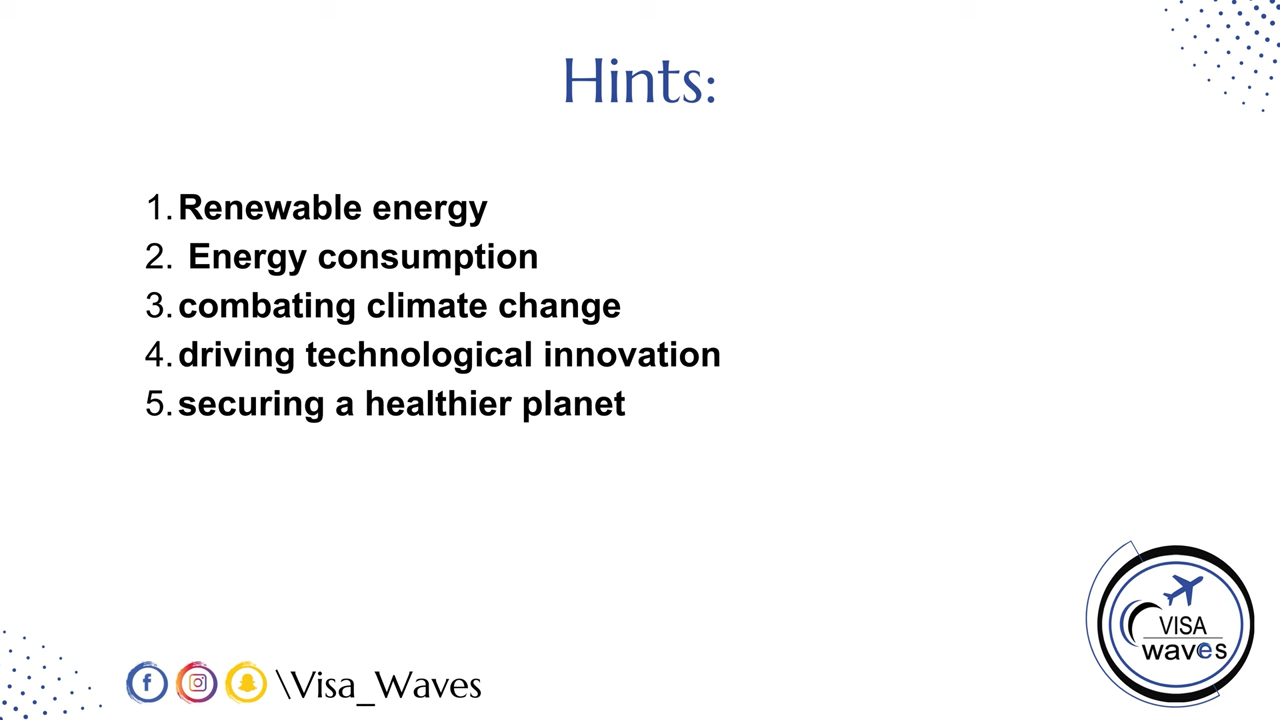 Hints:
1. Renewable energy
2. Energy consumption
3. combating climate change
4. driving technological innovation
5. securing a healthier planet
\Visa_Waves
VISA
waves